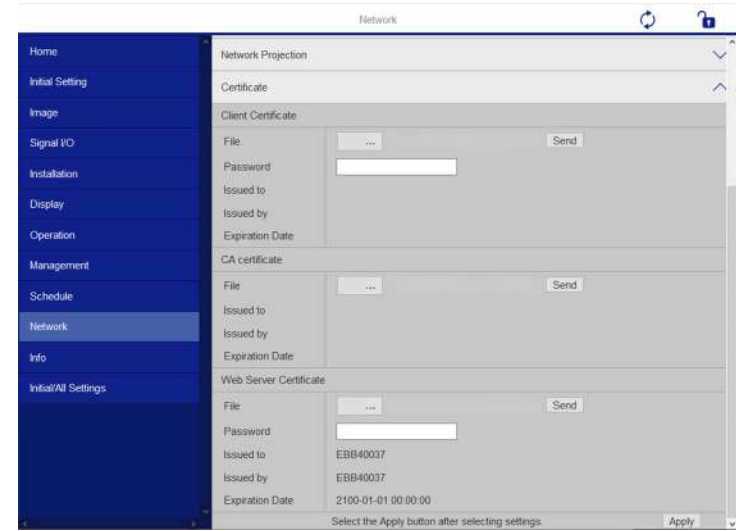 Network
Home
Initial Setting
Image
Signal I/O
Installation
Display
Operation
Management
Schedule
Network
Info
Initial/All Settings
Network Projection
Certificate
Client Certificate
File ... Send
Password
Issued to
Issued by
Expiration Date
CA certificate
File ... Send
Issued to
Issued by
Expiration Date
Web Server Certificate
File ... Send
Password
Issued to EBB40037
Issued by EBB40037
Expiration Date 2100-01-01 00:00:00
Select the Apply button after selecting settings Apply